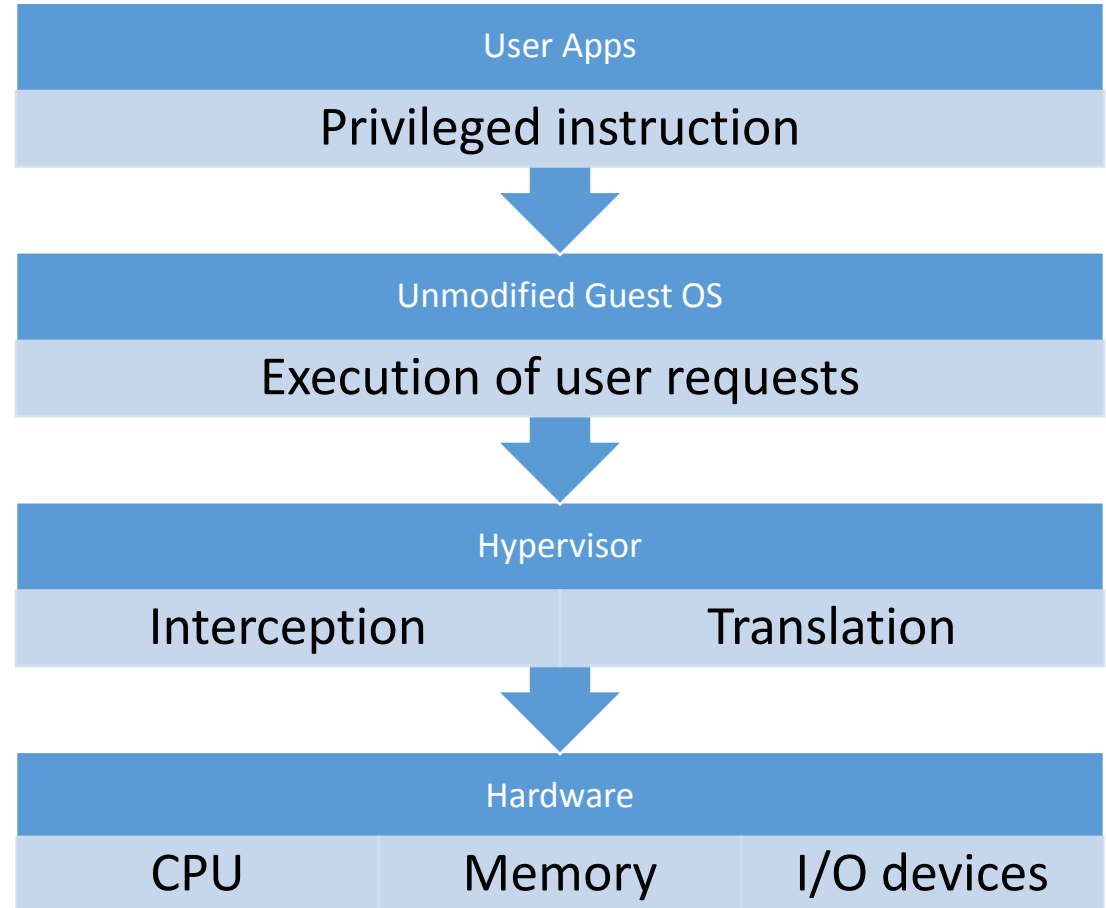 User Apps
Privileged instruction
Unmodified Guest OS
Execution of user requests
Hypervisor
Interception Translation
Hardware
CPU Memory I/O devices